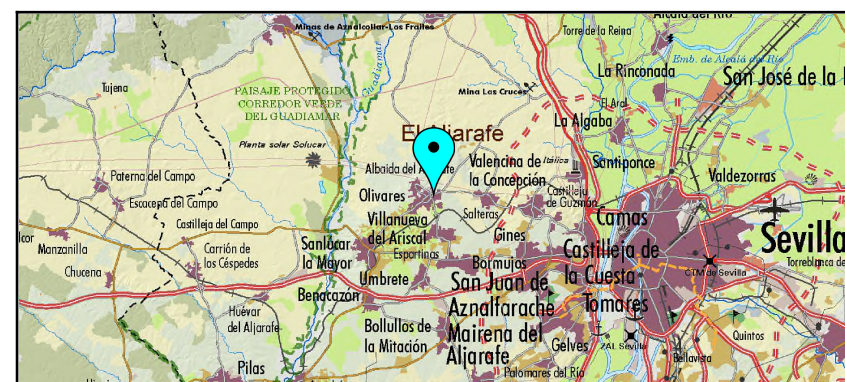 Alcalá del Río
Minas de Aznalcollar-Los Frailes
Torre de la Reina
Guadiamar
Emb. de Alcalá del Río
La Rinconada
San José de la
Tujena
PAISAJE PROTEGIDO
CORREDOR VERDE
DEL GUADIAMAR
Mina Las Cruces
El Aral
La Algaba
El Aljarafe
Planta solar Solucar
Albaida del
Valencina de
la Concepción
Itálica
Santiponce
Paterna del Campo
Valdezorras
Escacena del Campo
Olivares
Castilleja
de Guzmán
Salteras
Villanueva
del Ariscal
Camas
Castilleja del Campo
Manzanilla
Carrión de
los Céspedes
Sanlúcar
la Mayor
Gines
Castilleja de
la Cuesta
Sevilla
Espartinas
Bormujos
Torreblanca de
Chucena
CTM de Sevilla
Umbrete
San Juan de
Aznalfarache
Benacazón
Tomares
Huévar
del Aljarafe
Bollullos de
la Mitación
Mairena del
Aljarafe
Gelves
ZAL Sevilla
Quintos
Bellavista
Pilas
Palomares del Río